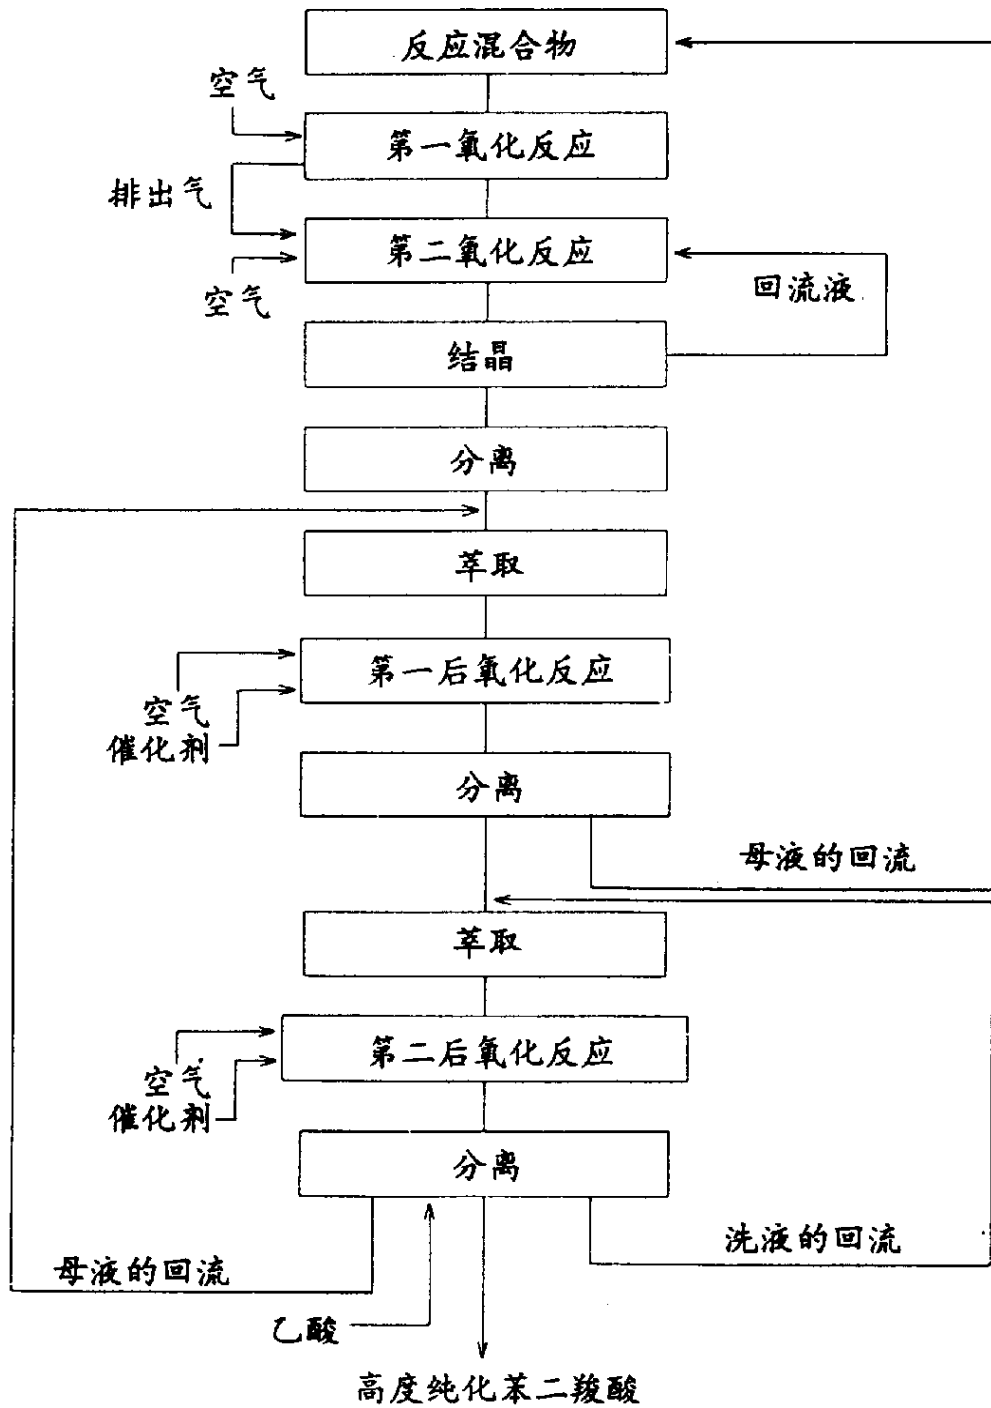 反应混合物
空气
第一氧化反应
排出气
第二氧化反应
空气
回流液
结晶
分离
萃取
第一后氧化反应
空气
催化剂
分离
母液的回流
萃取
第二后氧化反应
空气
催化剂
分离
洗液的回流
母液的回流
乙酸
高度纯化苯二羧酸